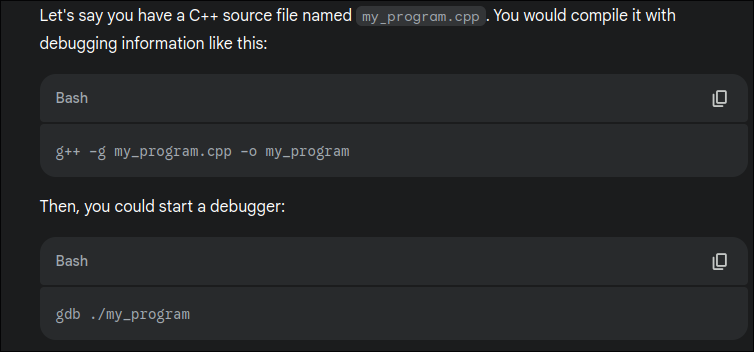 Let's say you have a C++ source file named my_program.cpp. You would compile it with
debugging information like this:
Bash
g++ -g my_program.cpp -o my_program
Then, you could start a debugger:
Bash
gdb ./my_program